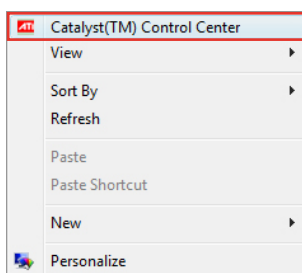 ATI Catalyst(TM) Control Center
View
Sort By
Refresh
Paste
Paste Shortcut
New
Personalize